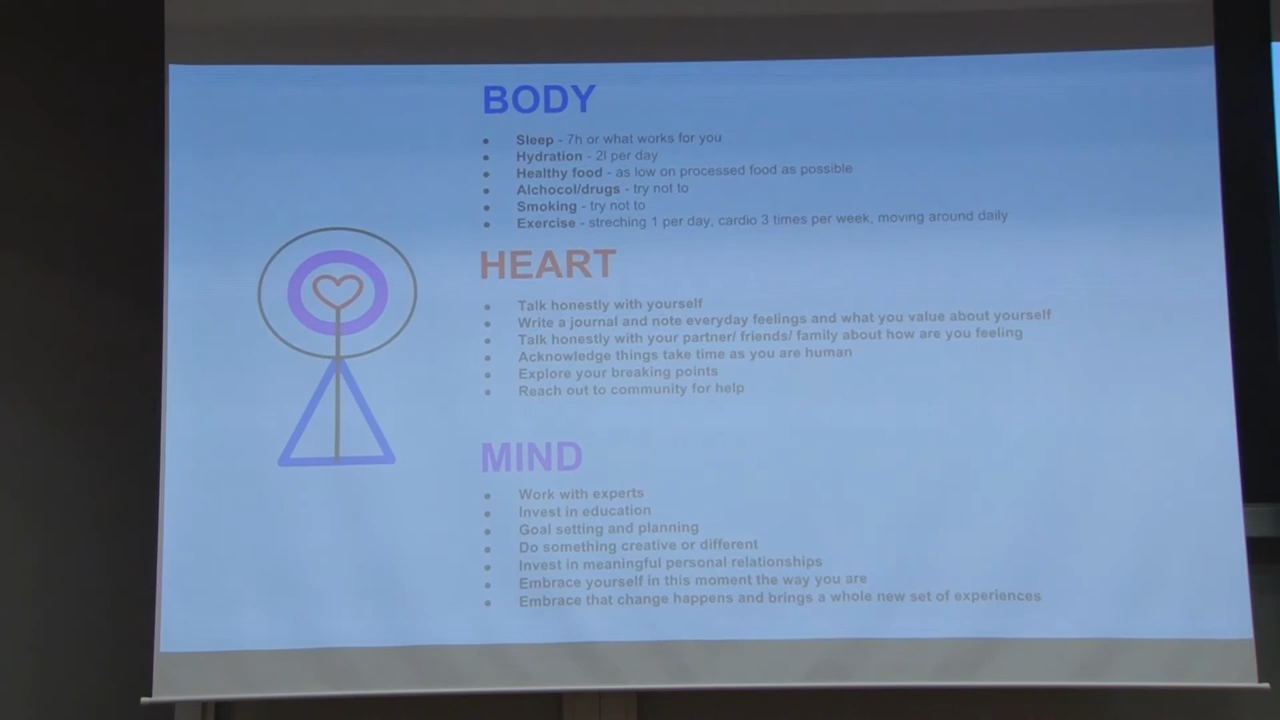 BODY
Sleep - 7h or what works for you
Hydration - 2l per day
Healthy food - as low on processed food as possible
Alchocol/drugs - try not to
Smoking - try not to
Exercise - streching 1 per day, cardio 3 times per week, moving around daily
HEART
Talk honestly with yourself
Write a journal and note everyday feelings and what you value about yourself
Talk honestly with your partner/ friends/ family about how are you feeling
Acknowledge things take time as you are human
Explore your breaking points
Reach out to community for help
MIND
Work with experts
Invest in education
Goal setting and planning
Do something creative or different
Invest in meaningful personal relationships
Embrace yourself in this moment the way you are
Embrace that change happens and brings a whole new set of experiences